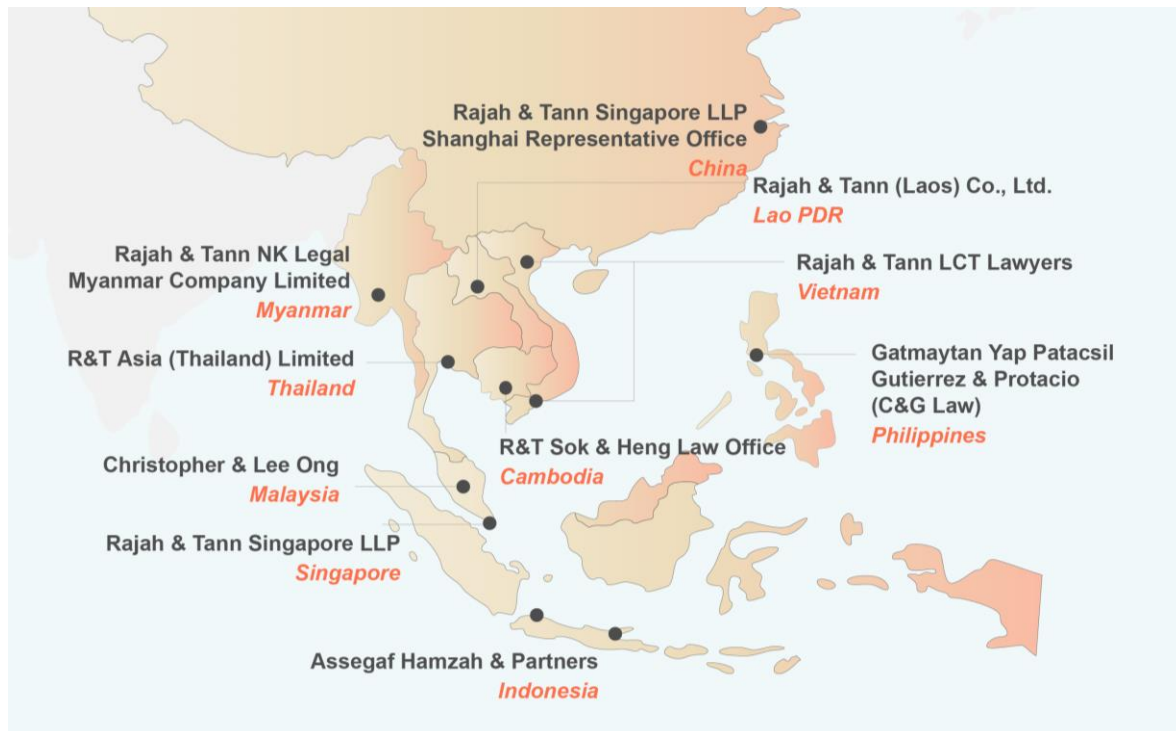 Rajah & Tann Singapore LLP
Shanghai Representative Office
China
Rajah & Tann (Laos) Co., Ltd.
Lao PDR
Rajah & Tann NK Legal
Myanmar Company Limited
Myanmar
Rajah & Tann LCT Lawyers
Vietnam
R&T Asia (Thailand) Limited
Thailand
Gatmaytan Yap Patacsil
Gutierrez & Protacio
(C&G Law)
Philippines
R&T Sok & Heng Law Office
Cambodia
Christopher & Lee Ong
Malaysia
Rajah & Tann Singapore LLP
Singapore
Assegaf Hamzah & Partners
Indonesia